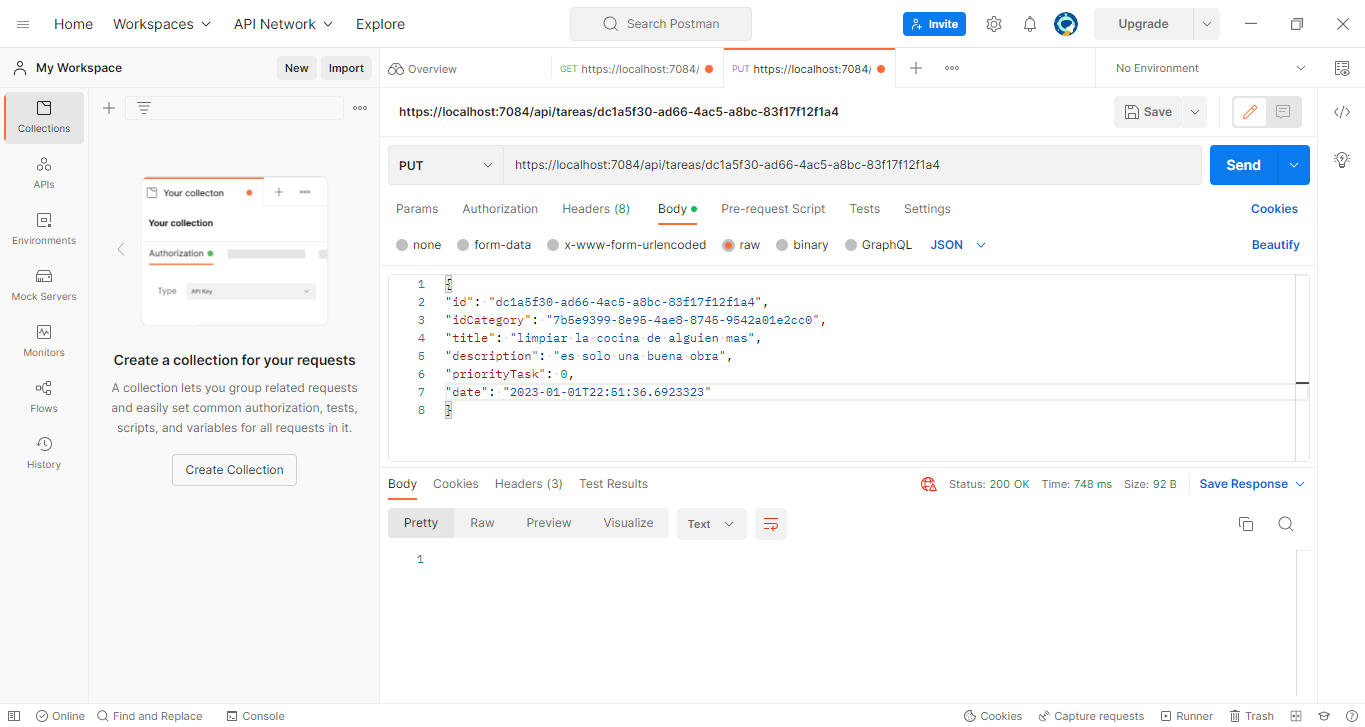 Home Workspaces API Network Explore Search Postman Invite Upgrade
My Workspace New Import Overview GET https://localhost:7084/ PUT https://localhost:7084/ No Environment
Collections
APIs
Environments
Mock Servers
Monitors
Flows
History
Your collecton
Your collection
Authorization
Type API Key
Create a collection for your requests
A collection lets you group related requests
and easily set common authorization, tests,
scripts, and variables for all requests in it.
Create Collection
https://localhost:7084/api/tareas/dc1a5f30-ad66-4ac5-a8bc-83f17f12f1a4 Save
PUT https://localhost:7084/api/tareas/dc1a5f30-ad66-4ac5-a8bc-83f17f12f1a4 Send
Params Authorization Headers (8) Body Pre-request Script Tests Settings Cookies
none form-data x-www-form-urlencoded raw binary GraphQL JSON Beautify
1 {
2 "id": "dc1a5f30-ad66-4ac5-a8bc-83f17f12f1a4",
3 "idCategory": "7b5e9399-8e95-4ae8-8745-9542a01e2cc0",
4 "title": "limpiar la cocina de alguien mas",
5 "description": "es solo una buena obra",
6 "priorityTask": 0,
7 "date": "2023-01-01T22:51:36.6923323"
8 }
Body Cookies Headers (3) Test Results Status: 200 OK Time: 748 ms Size: 92 B Save Response
Pretty Raw Preview Visualize Text
1
Online Find and Replace Console Cookies Capture requests Runner Trash